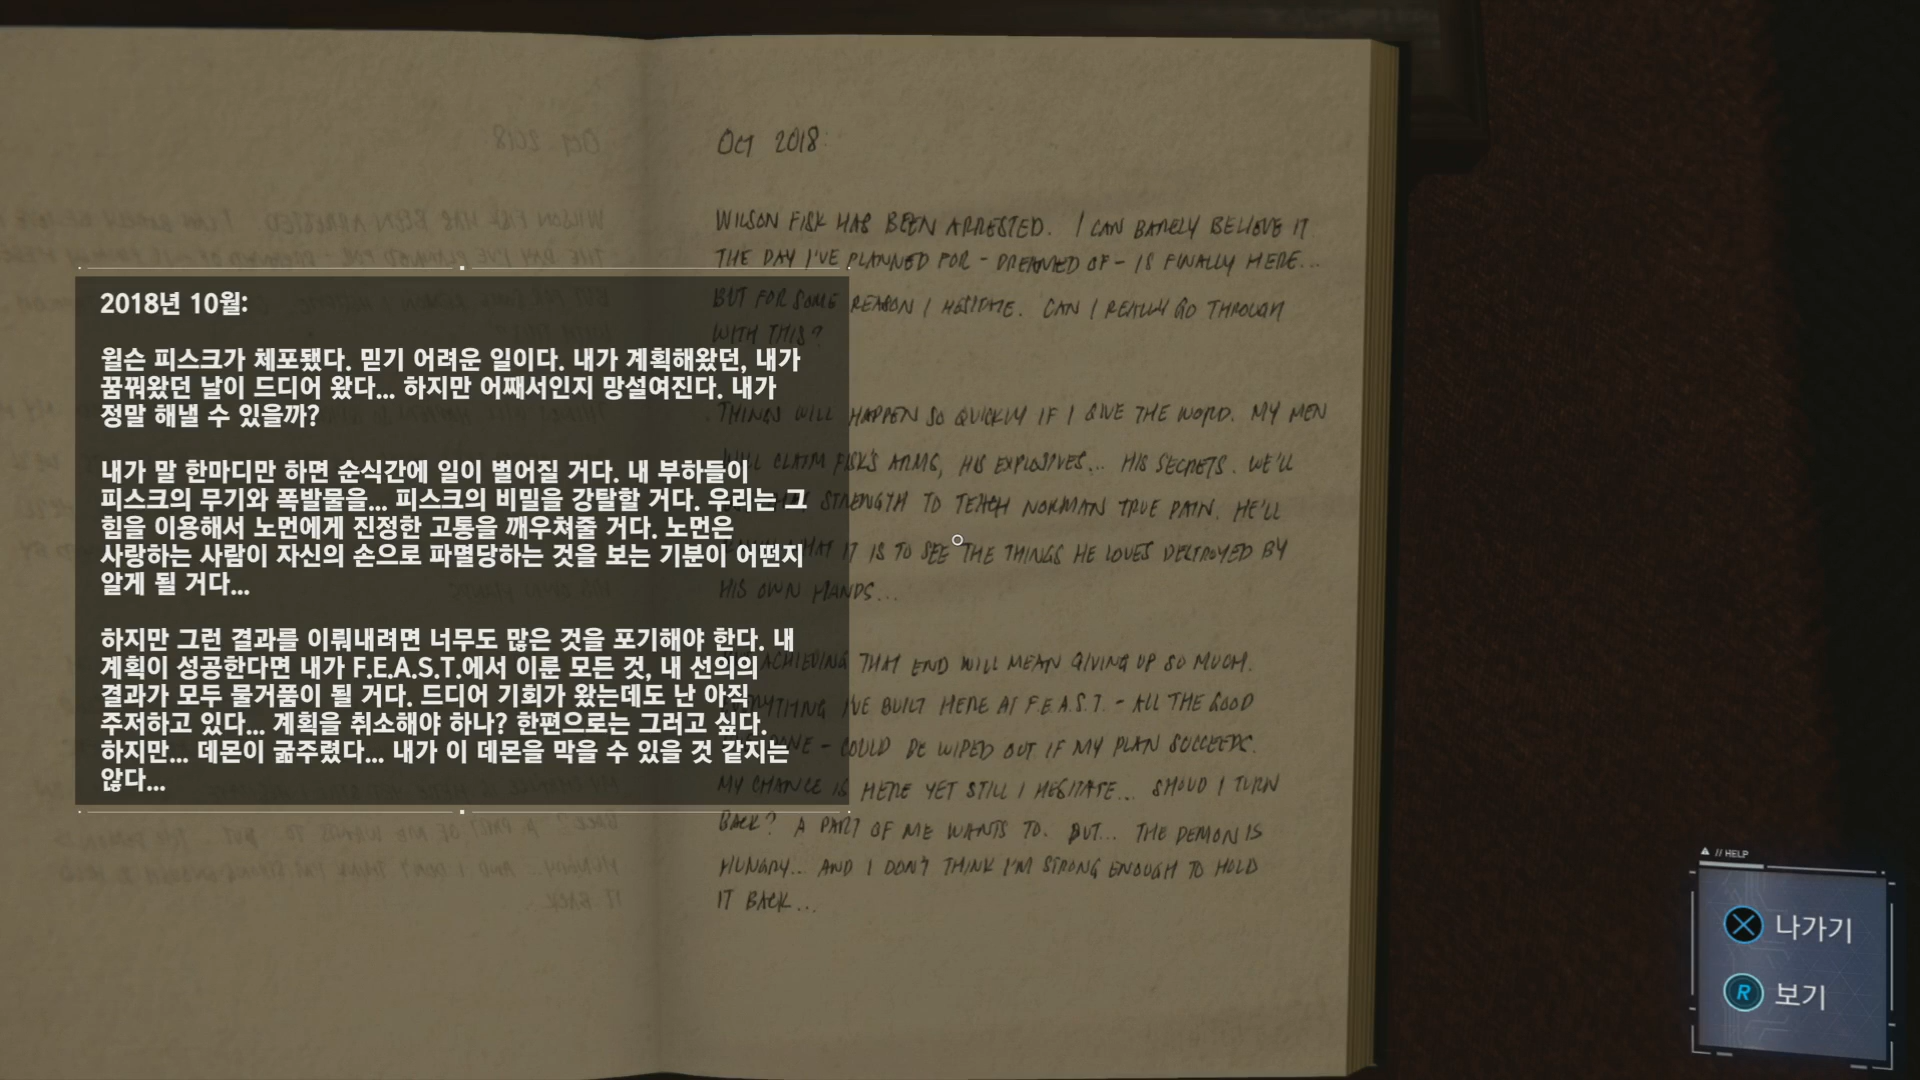 Oct 2018:
WILSON FISK HAS BEEN ARRESTED. I CAN BARELY BELIEVE IT
THE DAY I'VE PLANNED FOR - DREAMED OF - IS FINALLY HERE...
BUT FOR SOME REASON I HESITATE. CAN I REALLY GO THROUGH
WITH THIS?
THINGS WILL HAPPEN SO QUICKLY IF I GIVE THE WORD. MY MEN
WILL CLAIM FISK'S ARMS, HIS EXPLOSIVES... HIS SECRETS. WE'LL
STRENGTH TO TEACH NORMAN TRUE PAIN. HE'LL
WHAT IT IS TO SEE THE THINGS HE LOVES DESTROYED BY
HIS OWN HANDS...
ACHIEVING THAT END WILL MEAN GIVING UP SO MUCH.
EVERYTHING I'VE BUILT HERE AT F.E.A.S.T. - ALL THE GOOD
- COULD BE WIPED OUT IF MY PLAN SUCCEEDS.
MY CHANCE IS HERE YET STILL I HESITATE... SHOUD I TURN
BACK? A PART OF ME WANTS TO. BUT... THE DEMON IS
HUNGRY... AND I DON'T THINK I'M STRONG ENOUGH TO HOLD
IT BACK...
2018년 10월:
윌슨 피스크가 체포됐다. 믿기 어려운 일이다. 내가 계획해왔던, 내가
꿈꿔왔던 날이 드디어 왔다... 하지만 어째서인지 망설여진다. 내가
정말 해낼 수 있을까?
내가 말 한마디만 하면 순식간에 일이 벌어질 거다. 내 부하들이
피스크의 무기와 폭발물을... 피스크의 비밀을 강탈할 거다. 우리는 그
힘을 이용해서 노먼에게 진정한 고통을 깨우쳐줄 거다. 노먼은
사랑하는 사람이 자신의 손으로 파멸당하는 것을 보는 기분이 어떤지
알게 될 거다...
하지만 그런 결과를 이뤄내려면 너무도 많은 것을 포기해야 한다. 내
계획이 성공한다면 내가 F.E.A.S.T.에서 이룬 모든 것, 내 선의의
결과가 모두 물거품이 될 거다. 드디어 기회가 왔는데도 난 아직
주저하고 있다... 계획을 취소해야 하나? 한편으로는 그러고 싶다.
하지만... 데몬이 굶주렸다... 내가 이 데몬을 막을 수 있을 것 같지는
않다...
// HELP
나가기
R 보기